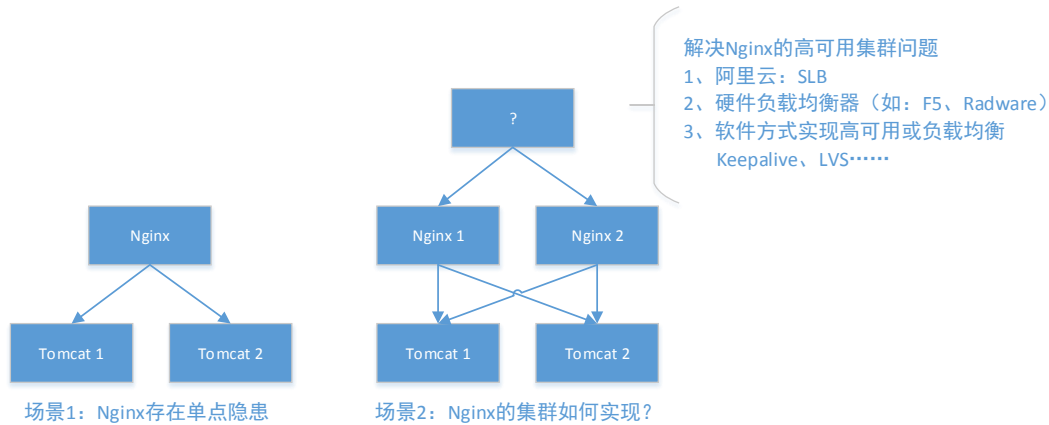 解决Nginx的高可用集群问题
1、阿里云：SLB
2、硬件负载均衡器（如：F5、Radware）
3、软件方式实现高可用或负载均衡
Keepalive、LVS……
?
Nginx
Nginx 1
Nginx 2
Tomcat 1
Tomcat 2
Tomcat 1
Tomcat 2
场景1：Nginx存在单点隐患
场景2：Nginx的集群如何实现？